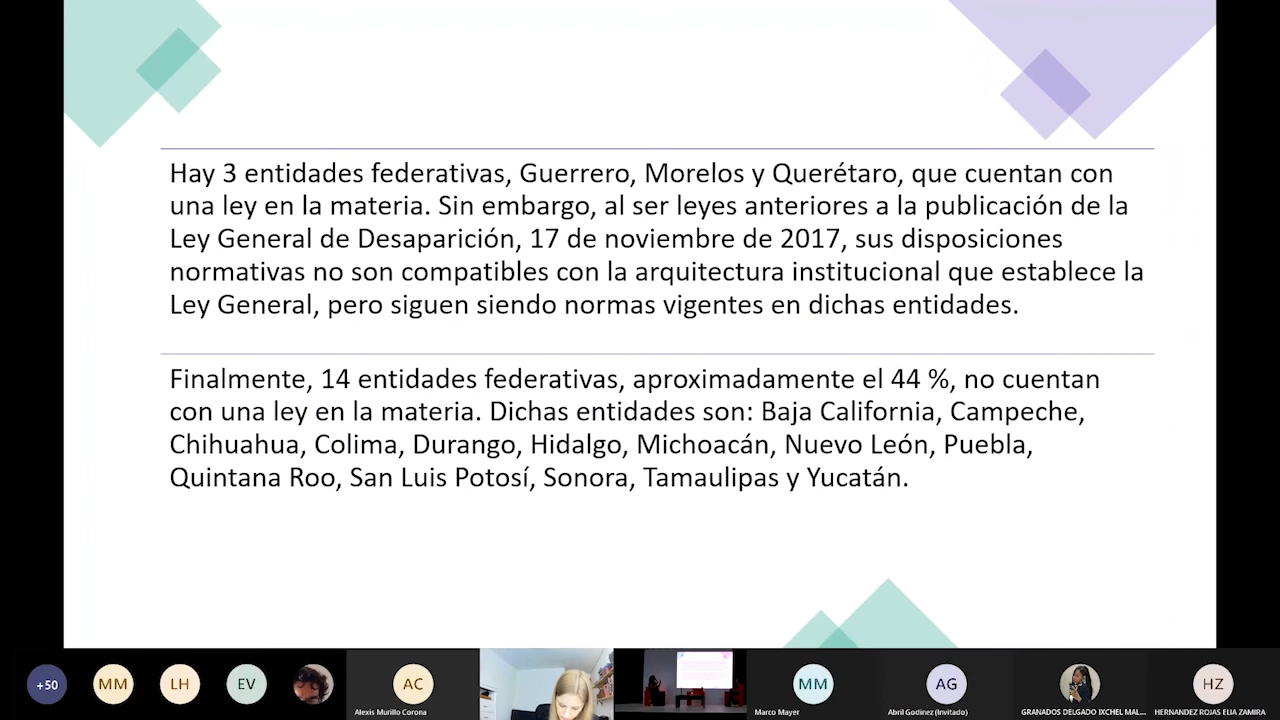 Hay 3 entidades federativas, Guerrero, Morelos y Querétaro, que cuentan con
una ley en la materia. Sin embargo, al ser leyes anteriores a la publicación de la
Ley General de Desaparición, 17 de noviembre de 2017, sus disposiciones
normativas no son compatibles con la arquitectura institucional que establece la
Ley General, pero siguen siendo normas vigentes en dichas entidades.
Finalmente, 14 entidades federativas, aproximadamente el 44 %, no cuentan
con una ley en la materia. Dichas entidades son: Baja California, Campeche,
Chihuahua, Colima, Durango, Hidalgo, Michoacán, Nuevo León, Puebla,
Quintana Roo, San Luis Potosí, Sonora, Tamaulipas y Yucatán.
+50 MM LH EV AC MM AG HZ
Alexis Murillo Corona Marco Mayer Abril Godinez (Invitado) GRANADOS DELGADO IXCHEL MAL... HERNANDEZ ROJAS ELIA ZAMIRA